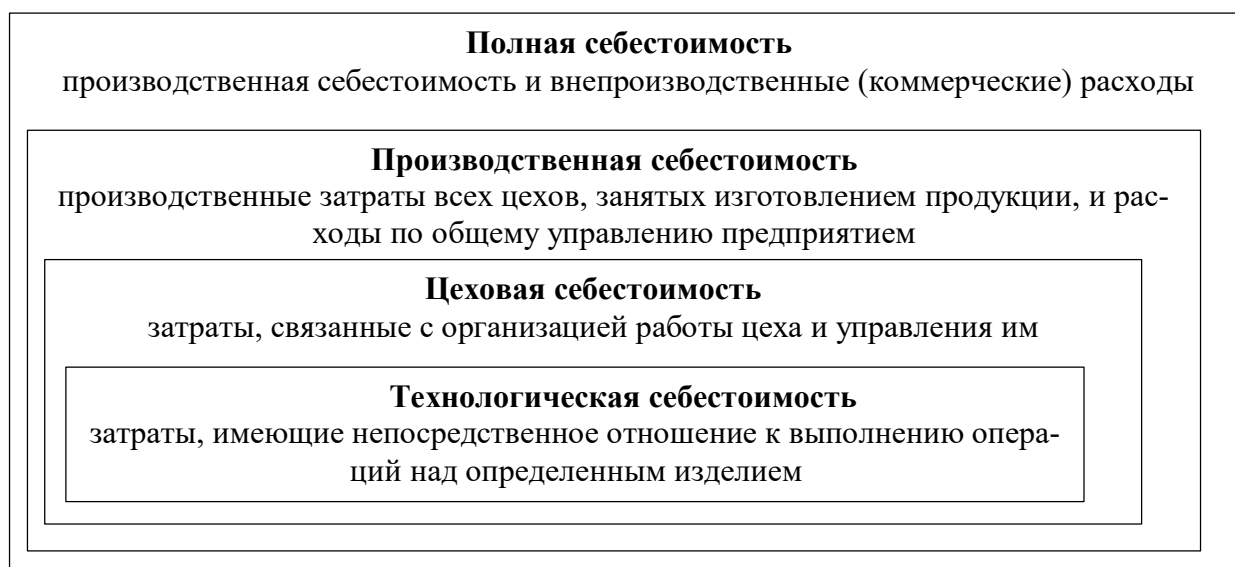 Полная себестоимость
производственная себестоимость и внепроизводственные (коммерческие) расходы
Производственная себестоимость
производственные затраты всех цехов, занятых изготовлением продукции, и рас-
ходы по общему управлению предприятием
Цеховая себестоимость
затраты, связанные с организацией работы цеха и управления им
Технологическая себестоимость
затраты, имеющие непосредственное отношение к выполнению опера-
ций над определенным изделием